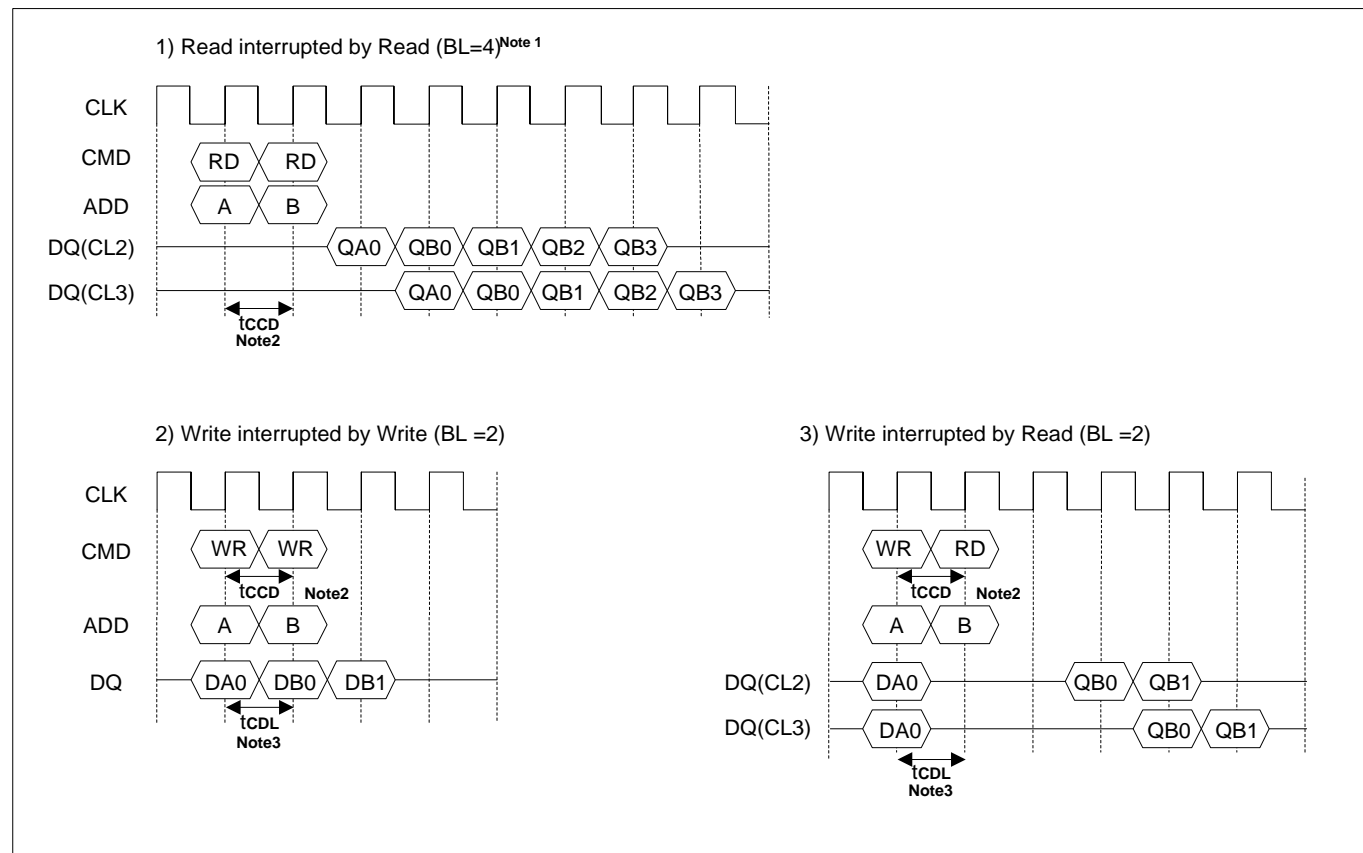 1) Read interrupted by Read (BL=4)Note 1
CLK
CMD RD RD
ADD A B
DQ(CL2) QA0 QB0 QB1 QB2 QB3
DQ(CL3) QA0 QB0 QB1 QB2 QB3
tCCD
Note2
2) Write interrupted by Write (BL =2)
CLK
CMD WR WR
tCCD Note2
ADD A B
DQ DA0 DB0 DB1
tCDL
Note3
3) Write interrupted by Read (BL =2)
WR RD
tCCD Note2
A B
DQ(CL2) DA0 QB0 QB1
DQ(CL3) DA0 QB0 QB1
tCDL
Note3